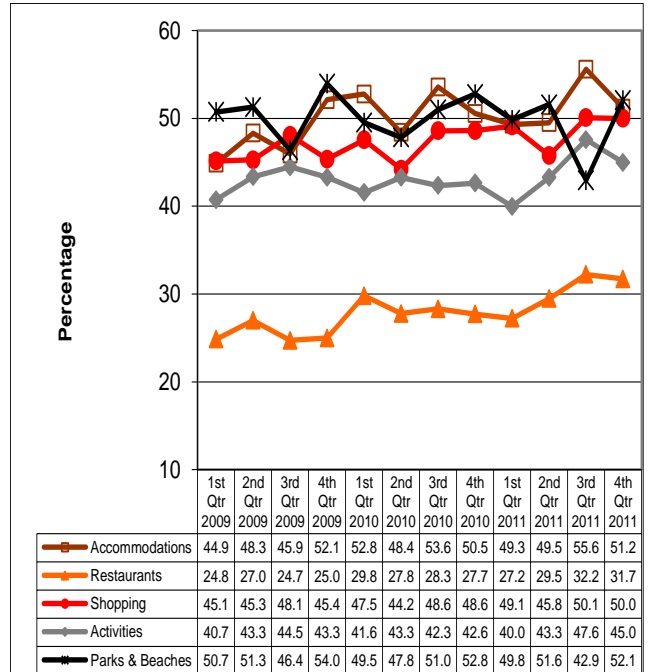 60
50
40
30
20
10
Percentage
1st Qtr 2009 2nd Qtr 2009 3rd Qtr 2009 4th Qtr 2009 1st Qtr 2010 2nd Qtr 2010 3rd Qtr 2010 4th Qtr 2010 1st Qtr 2011 2nd Qtr 2011 3rd Qtr 2011 4th Qtr 2011
Accommodations 44.9 48.3 45.9 52.1 52.8 48.4 53.6 50.5 49.3 49.5 55.6 51.2
Restaurants 24.8 27.0 24.7 25.0 29.8 27.8 28.3 27.7 27.2 29.5 32.2 31.7
Shopping 45.1 45.3 48.1 45.4 47.5 44.2 48.6 48.6 49.1 45.8 50.1 50.0
Activities 40.7 43.3 44.5 43.3 41.6 43.3 42.3 42.6 40.0 43.3 47.6 45.0
Parks & Beaches 50.7 51.3 46.4 54.0 49.5 47.8 51.0 52.8 49.8 51.6 42.9 52.1